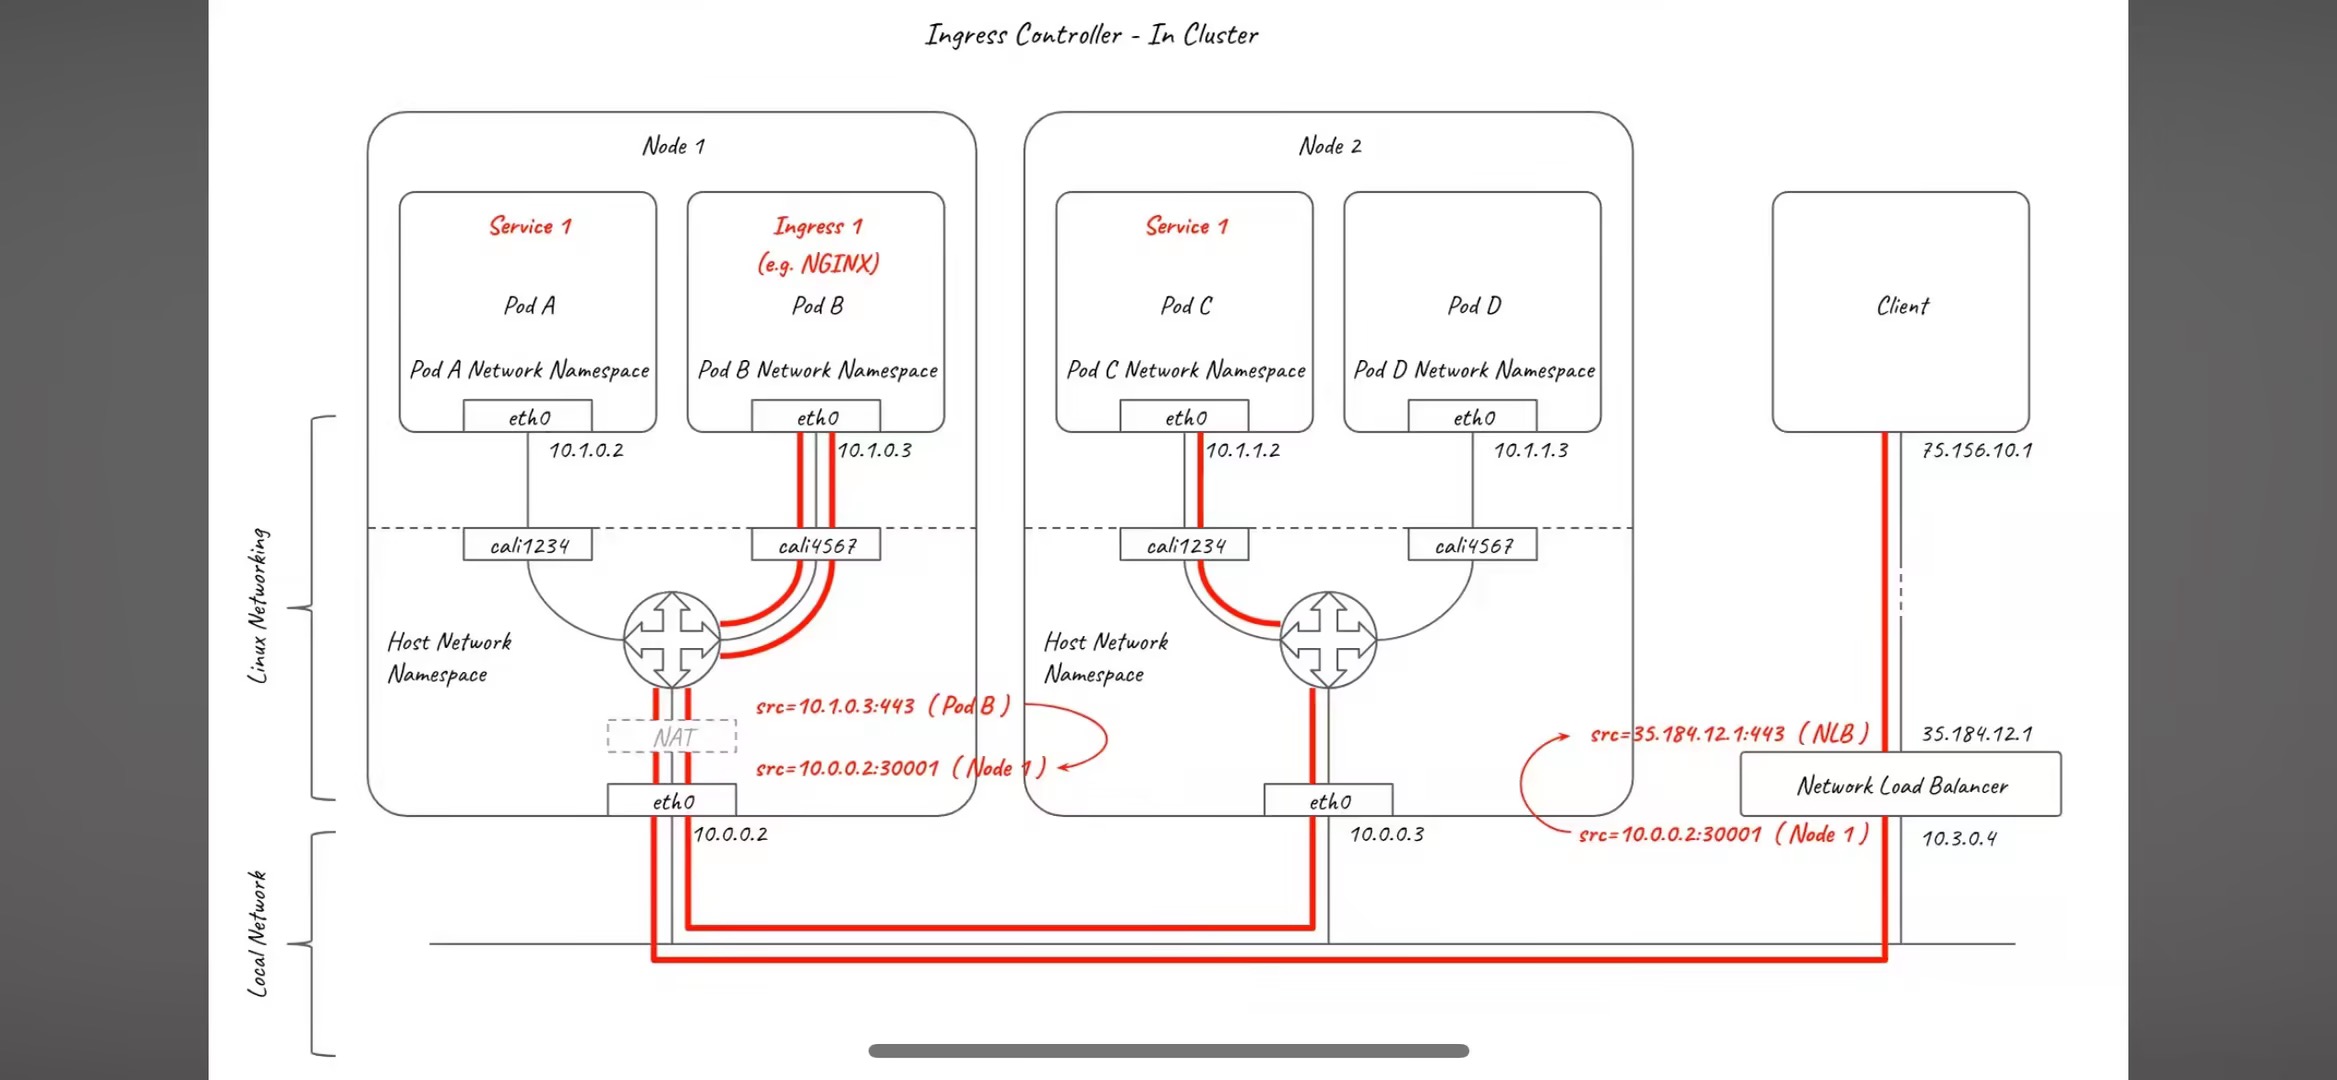 Ingress Controller - In Cluster
Node 1
Service 1
Pod A
Pod A Network Namespace
eth0
10.1.0.2
cali1234
Ingress 1
(e.g. NGINX)
Pod B
Pod B Network Namespace
eth0
10.1.0.3
cali4567
Host Network
Namespace
src=10.1.0.3:443 (Pod B)
NAT
src=10.0.0.2:30001 (Node 1)
eth0
10.0.0.2
Node 2
Service 1
Pod C
Pod C Network Namespace
eth0
10.1.1.2
cali1234
Pod D
Pod D Network Namespace
eth0
10.1.1.3
cali4567
Host Network
Namespace
eth0
10.0.0.3
Client
75.156.10.1
src=35.184.12.1:443 (NLB)
35.184.12.1
Network Load Balancer
src=10.0.0.2:30001 (Node 1)
10.3.0.4
Linux Networking
Local Network